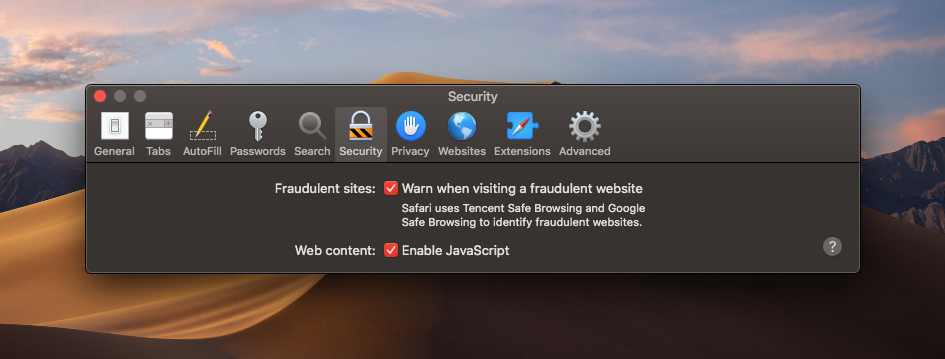 Security
General Tabs AutoFill Passwords Search Security Privacy Websites Extensions Advanced
Fraudulent sites: Warn when visiting a fraudulent website
Safari uses Tencent Safe Browsing and Google
Safe Browsing to identify fraudulent websites.
Web content: Enable JavaScript
?